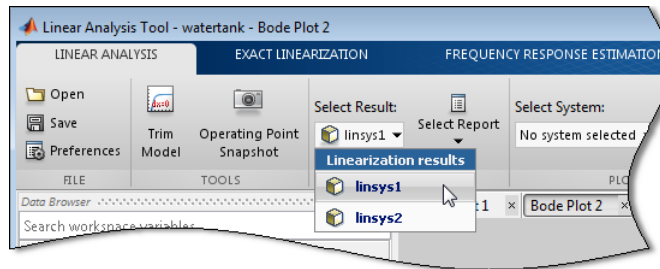 Linear Analysis Tool - watertank - Bode Plot 2
LINEAR ANALYSIS
EXACT LINEARIZATION
FREQUENCY RESPONSE ESTIMATION
Open
Save
Preferences
FILE
Trim
Model
Operating Point
Snapshot
TOOLS
Select Result:
linsys1
Select Report
Select System:
No system selected
Linearization results
linsys1
linsys2
Data Browser
Search workspace variables
1
Bode Plot 2